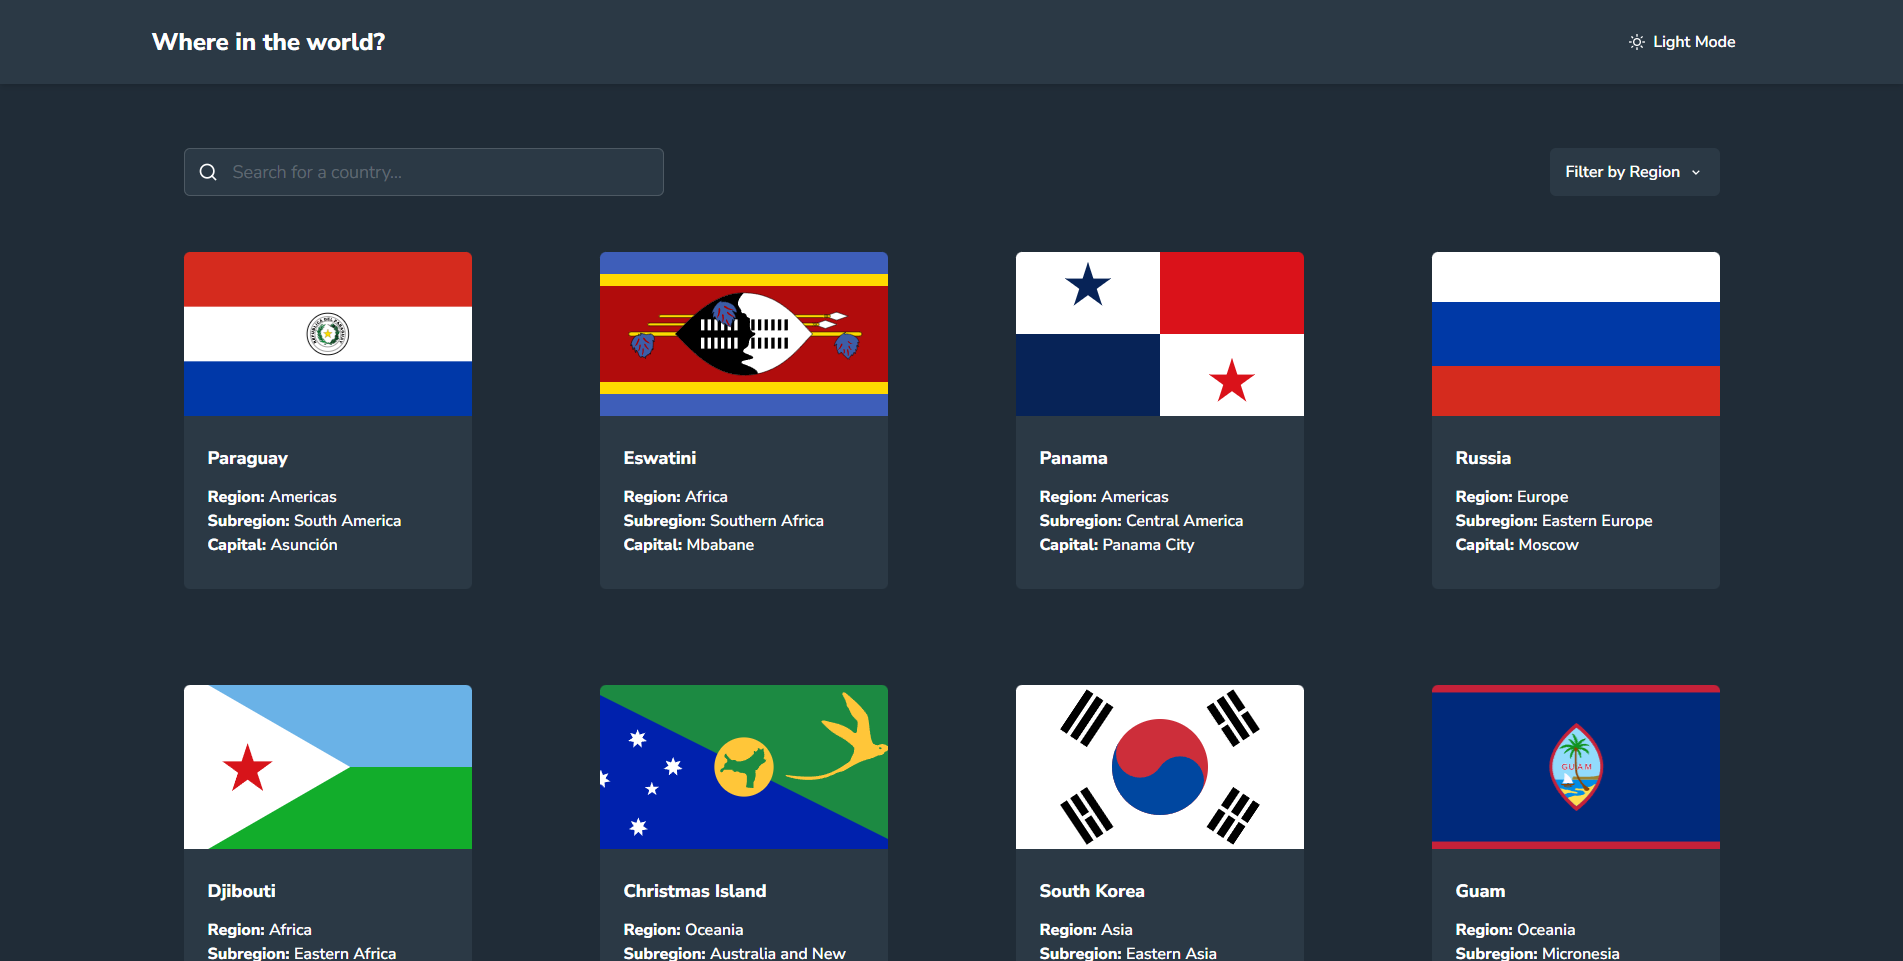 Where in the world?
Light Mode
Search for a country...
Filter by Region
Paraguay
Region: Americas
Subregion: South America
Capital: Asunción
Eswatini
Region: Africa
Subregion: Southern Africa
Capital: Mbabane
Panama
Region: Americas
Subregion: Central America
Capital: Panama City
Russia
Region: Europe
Subregion: Eastern Europe
Capital: Moscow
GUAM
Djibouti
Region: Africa
Subregion: Eastern Africa
Christmas Island
Region: Oceania
Subregion: Australia and New
South Korea
Region: Asia
Subregion: Eastern Asia
Guam
Region: Oceania
Subregion: Micronesia